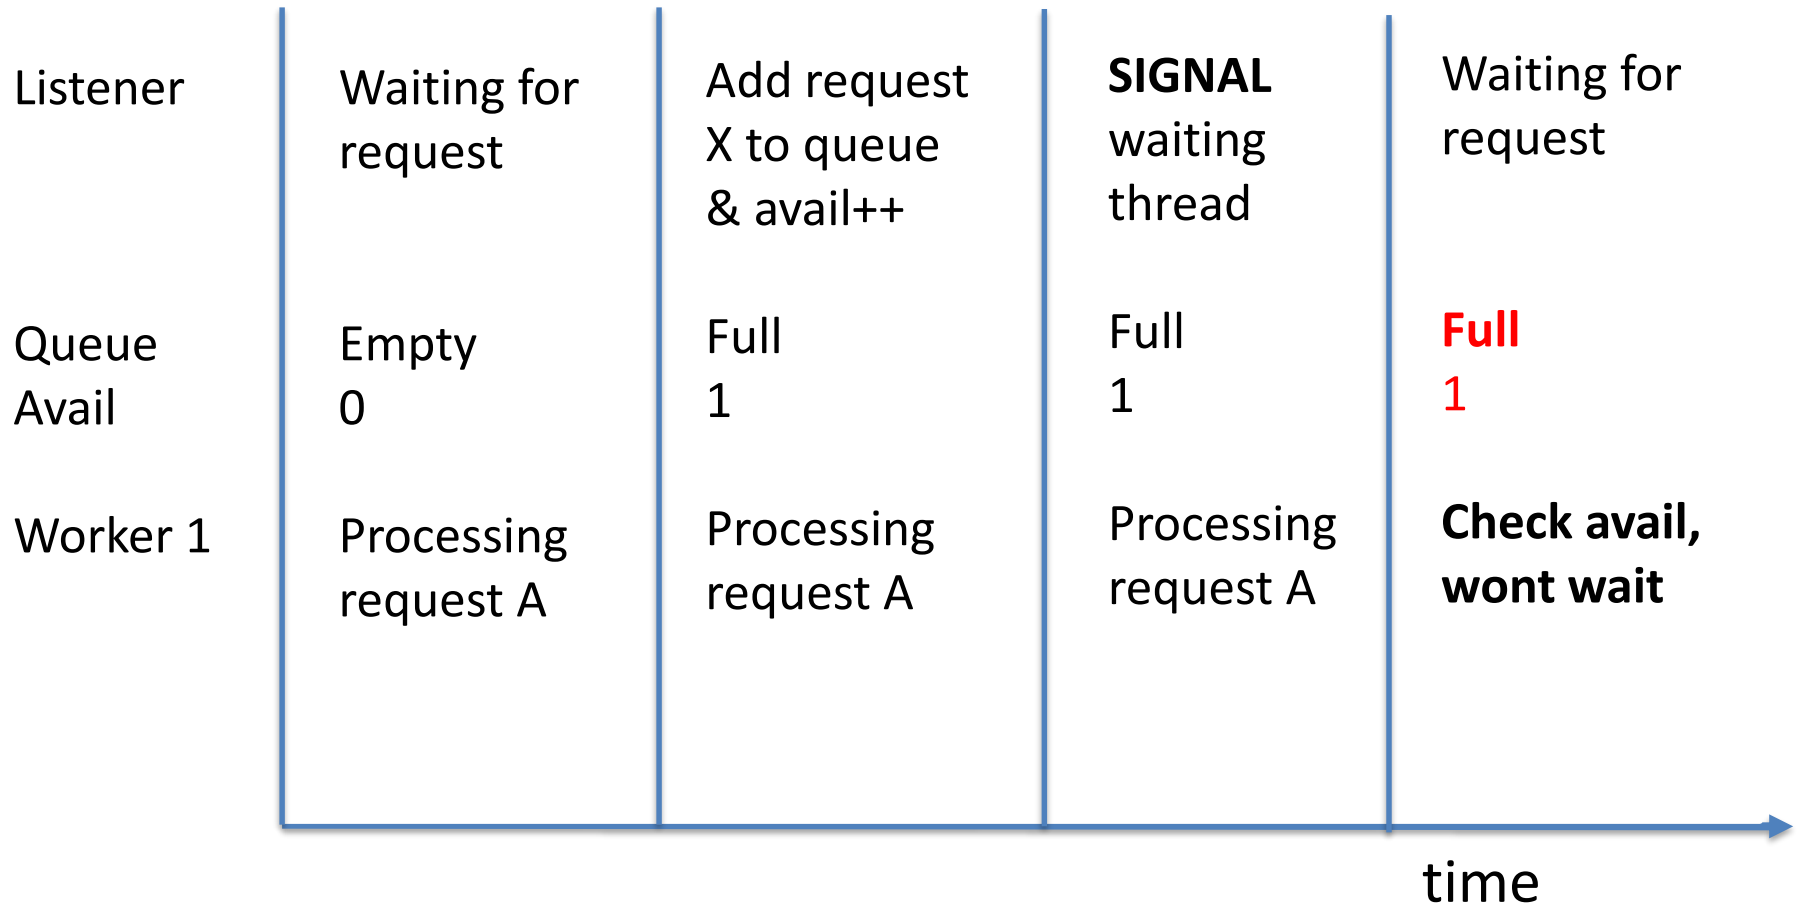 Listener
Waiting for
request
Add request
X to queue
& avail++
SIGNAL
waiting
thread
Waiting for
request
Queue
Avail
Empty
0
Full
1
Full
1
Full
1
Worker 1
Processing
request A
Processing
request A
Processing
request A
Check avail,
wont wait
time